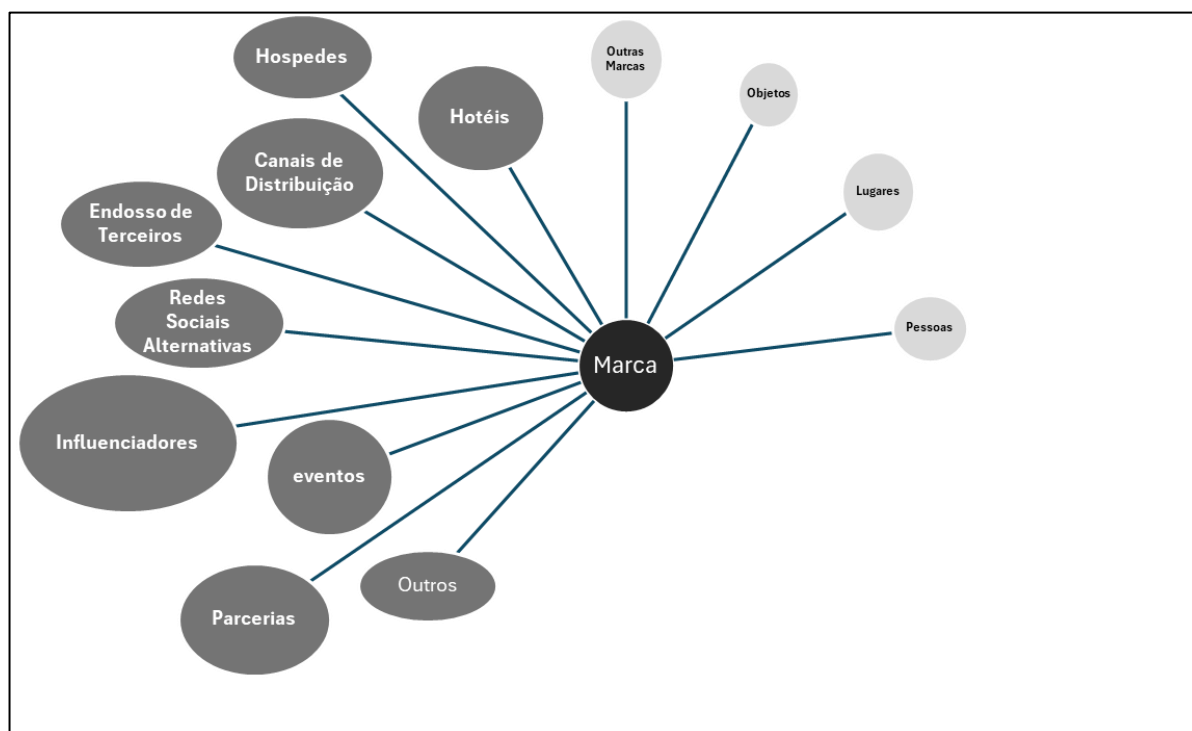 Hospedes
Outras
Marcas
Objetos
Hotéis
Canais de
Distribuição
Lugares
Endosso de
Terceiros
Redes
Sociais
Alternativas
Pessoas
Marca
Influenciadores
eventos
Outros
Parcerias